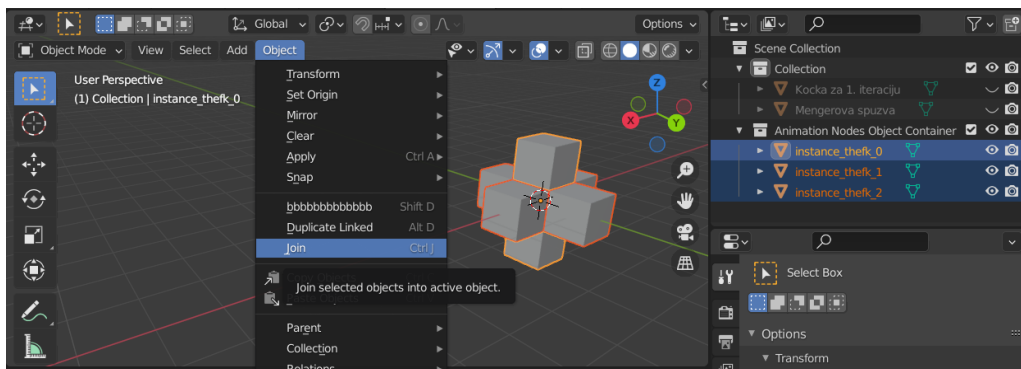 Global
Options
Object Mode
View
Select
Add
Object
User Perspective
(1) Collection | instance_thefk_0
Transform
Set Origin
Mirror
Clear
Apply Ctrl A
Snap
bbbbbbbbbbbbb Shift D
Duplicate Linked Alt D
Join Ctrl J
Join selected objects into active object.
Parent
Collection
Relations
Z
X
Y
Scene Collection
Collection
Kocka za 1. iteraciju
Mengerova spuzva
Animation Nodes Object Container
instance_thefk_0
instance_thefk_1
instance_thefk_2
Select Box
Options
Transform